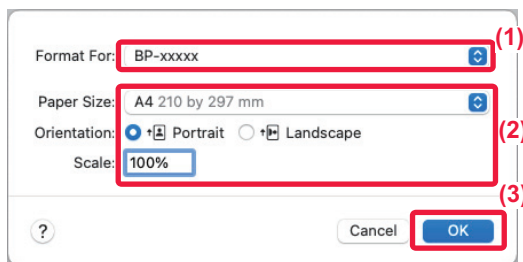 (1)
Format For: BP-xxxxx
Paper Size: A4 210 by 297 mm
Orientation: Portrait Landscape
(2)
Scale: 100%
(3)
? Cancel OK